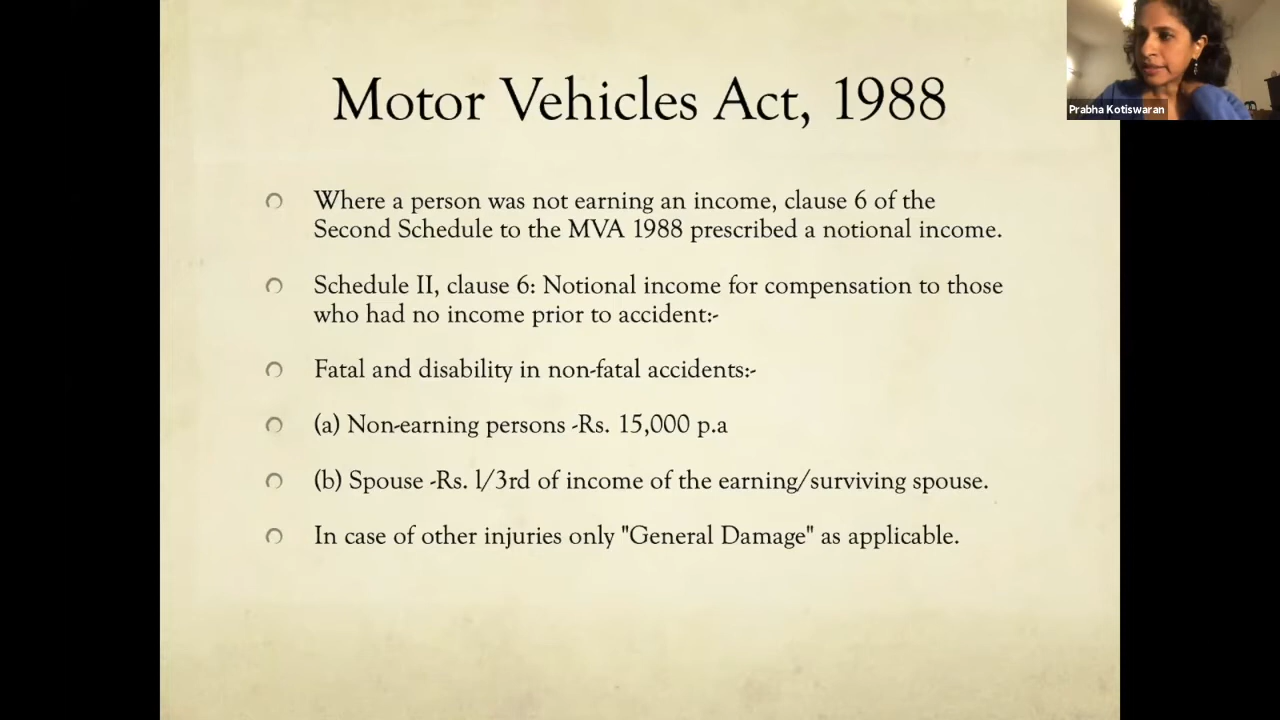 Motor Vehicles Act, 1988
Prabha Kotiswaran
Where a person was not earning an income, clause 6 of the
Second Schedule to the MVA 1988 prescribed a notional income.
Schedule II, clause 6: Notional income for compensation to those
who had no income prior to accident:-
Fatal and disability in non-fatal accidents:-
(a) Non-earning persons -Rs. 15,000 p.a
(b) Spouse -Rs. 1/3rd of income of the earning/surviving spouse.
In case of other injuries only "General Damage" as applicable.